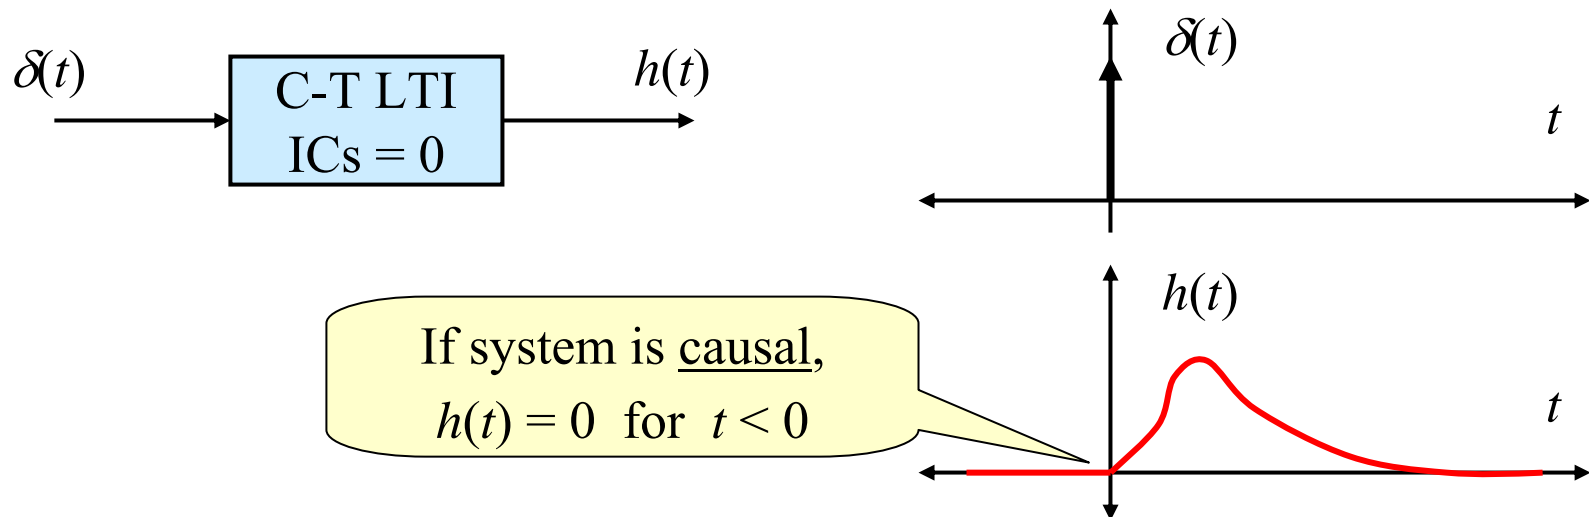 δ(t)
C-T LTI
ICs = 0
h(t)
δ(t)
t
If system is causal,
h(t) = 0 for t < 0
h(t)
t